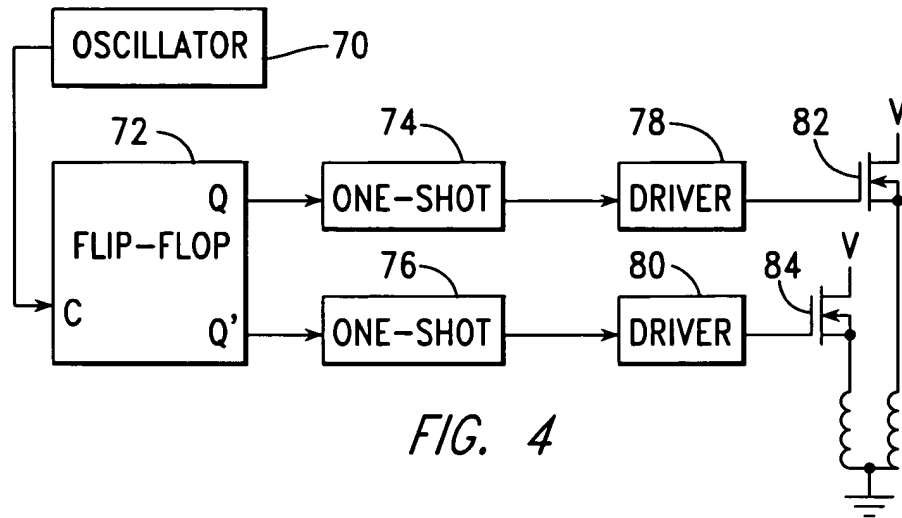 OSCILLATOR
70
72
74
78
82
V
Q
ONE-SHOT
DRIVER
FLIP-FLOP
76
80
84
V
C
Q'
ONE-SHOT
DRIVER
FIG. 4